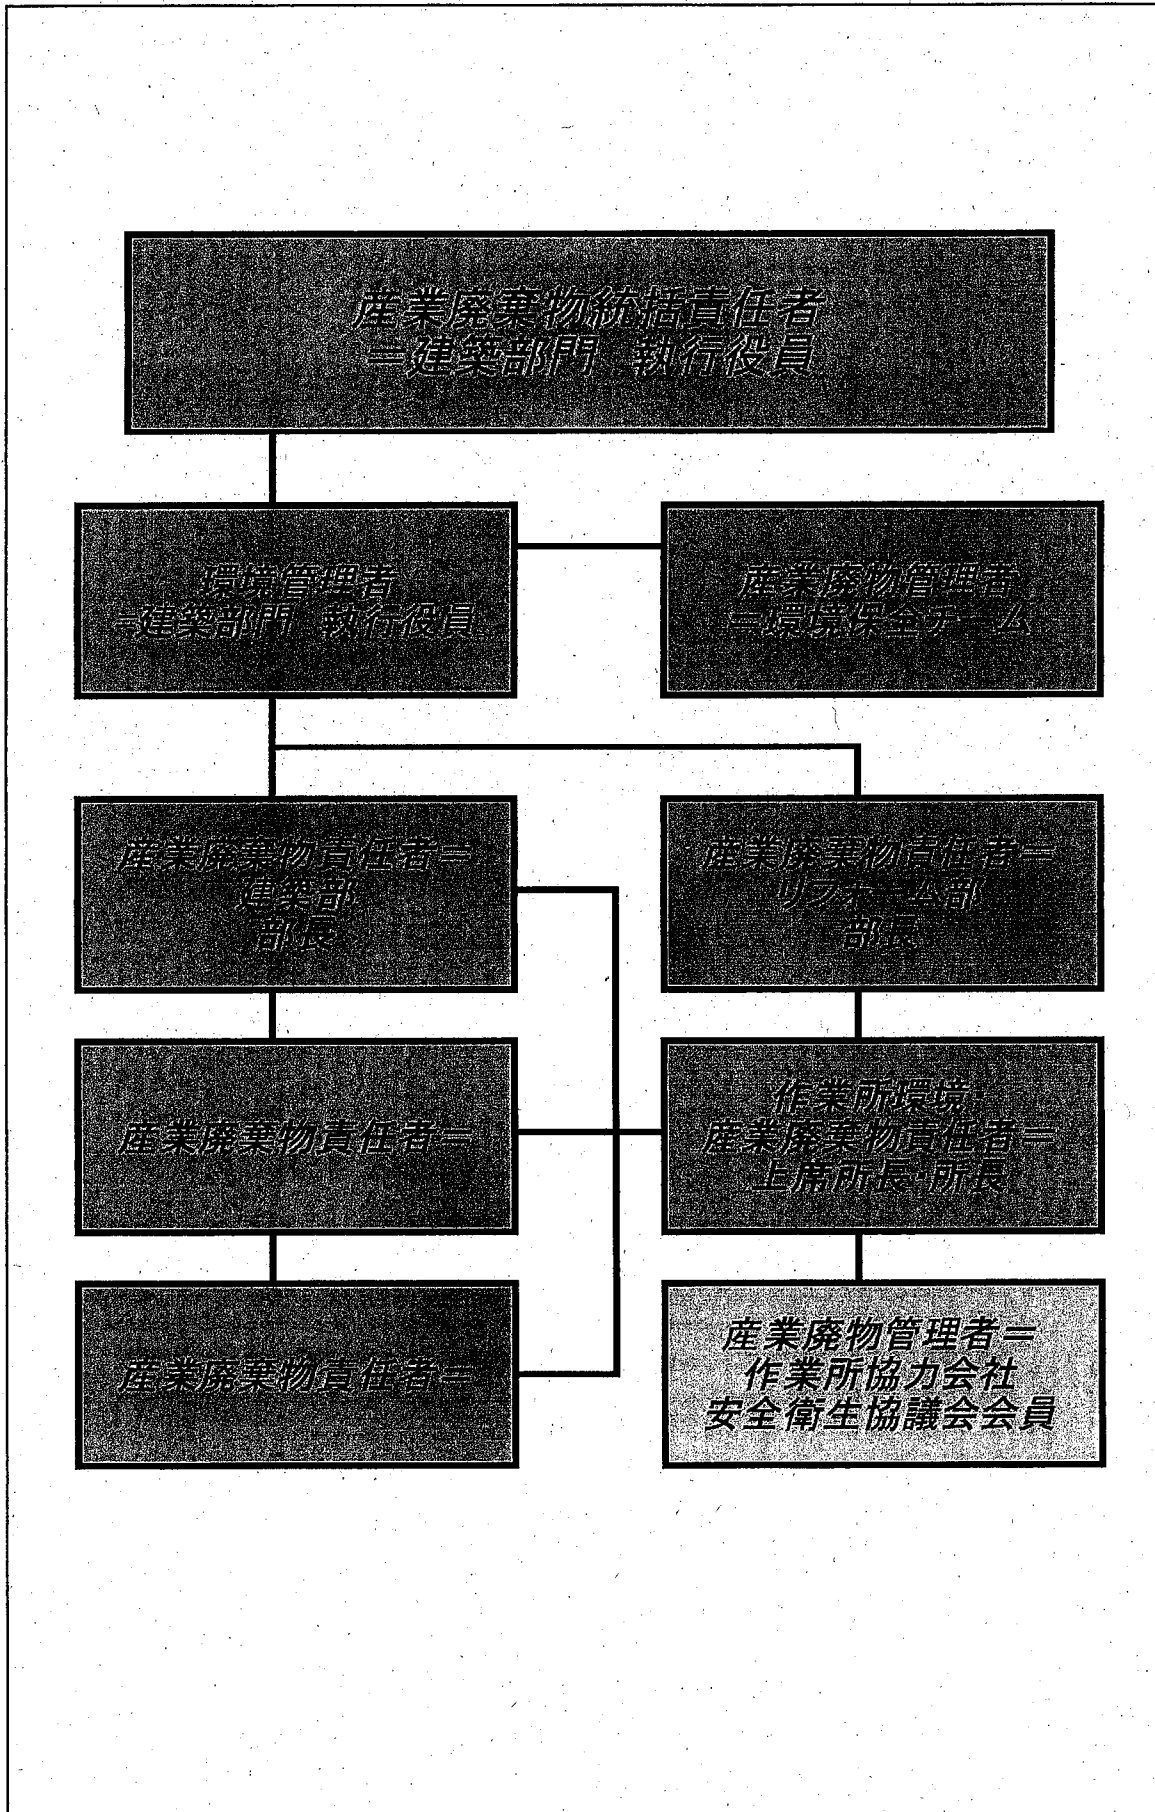 産業廃棄物統括責任者
=建築部門 執行役員
環境管理者
=建築部門 執行役員
産業廃物管理者
=環境保全チーム
産業廃棄物責任者=
建築部
部長
産業廃棄物責任者=
リフォーム部
部長
産業廃棄物責任者=
作業所環境
産業廃棄物責任者=
上席所長・所長
産業廃棄物責任者=
産業廃物管理者=
作業所協力会社
安全衛生協議会会員